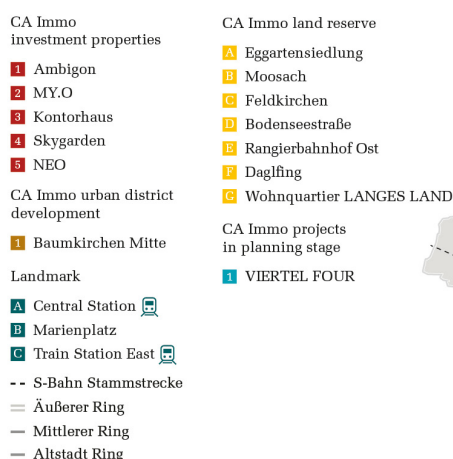 CA Immo
investment properties
1 Ambigon
2 MY.O
3 Kontorhaus
4 Skygarden
5 NEO
CA Immo urban district
development
1 Baumkirchen Mitte
Landmark
A Central Station
B Marienplatz
C Train Station East
S-Bahn Stammstrecke
Äußerer Ring
Mittlerer Ring
Altstadt Ring
CA Immo land reserve
A Eggartensiedlung
B Moosach
C Feldkirchen
D Bodenseestraße
E Rangierbahnhof Ost
F Daglfing
G Wohnquartier LANGES LAND
CA Immo projects
in planning stage
1 VIERTEL FOUR